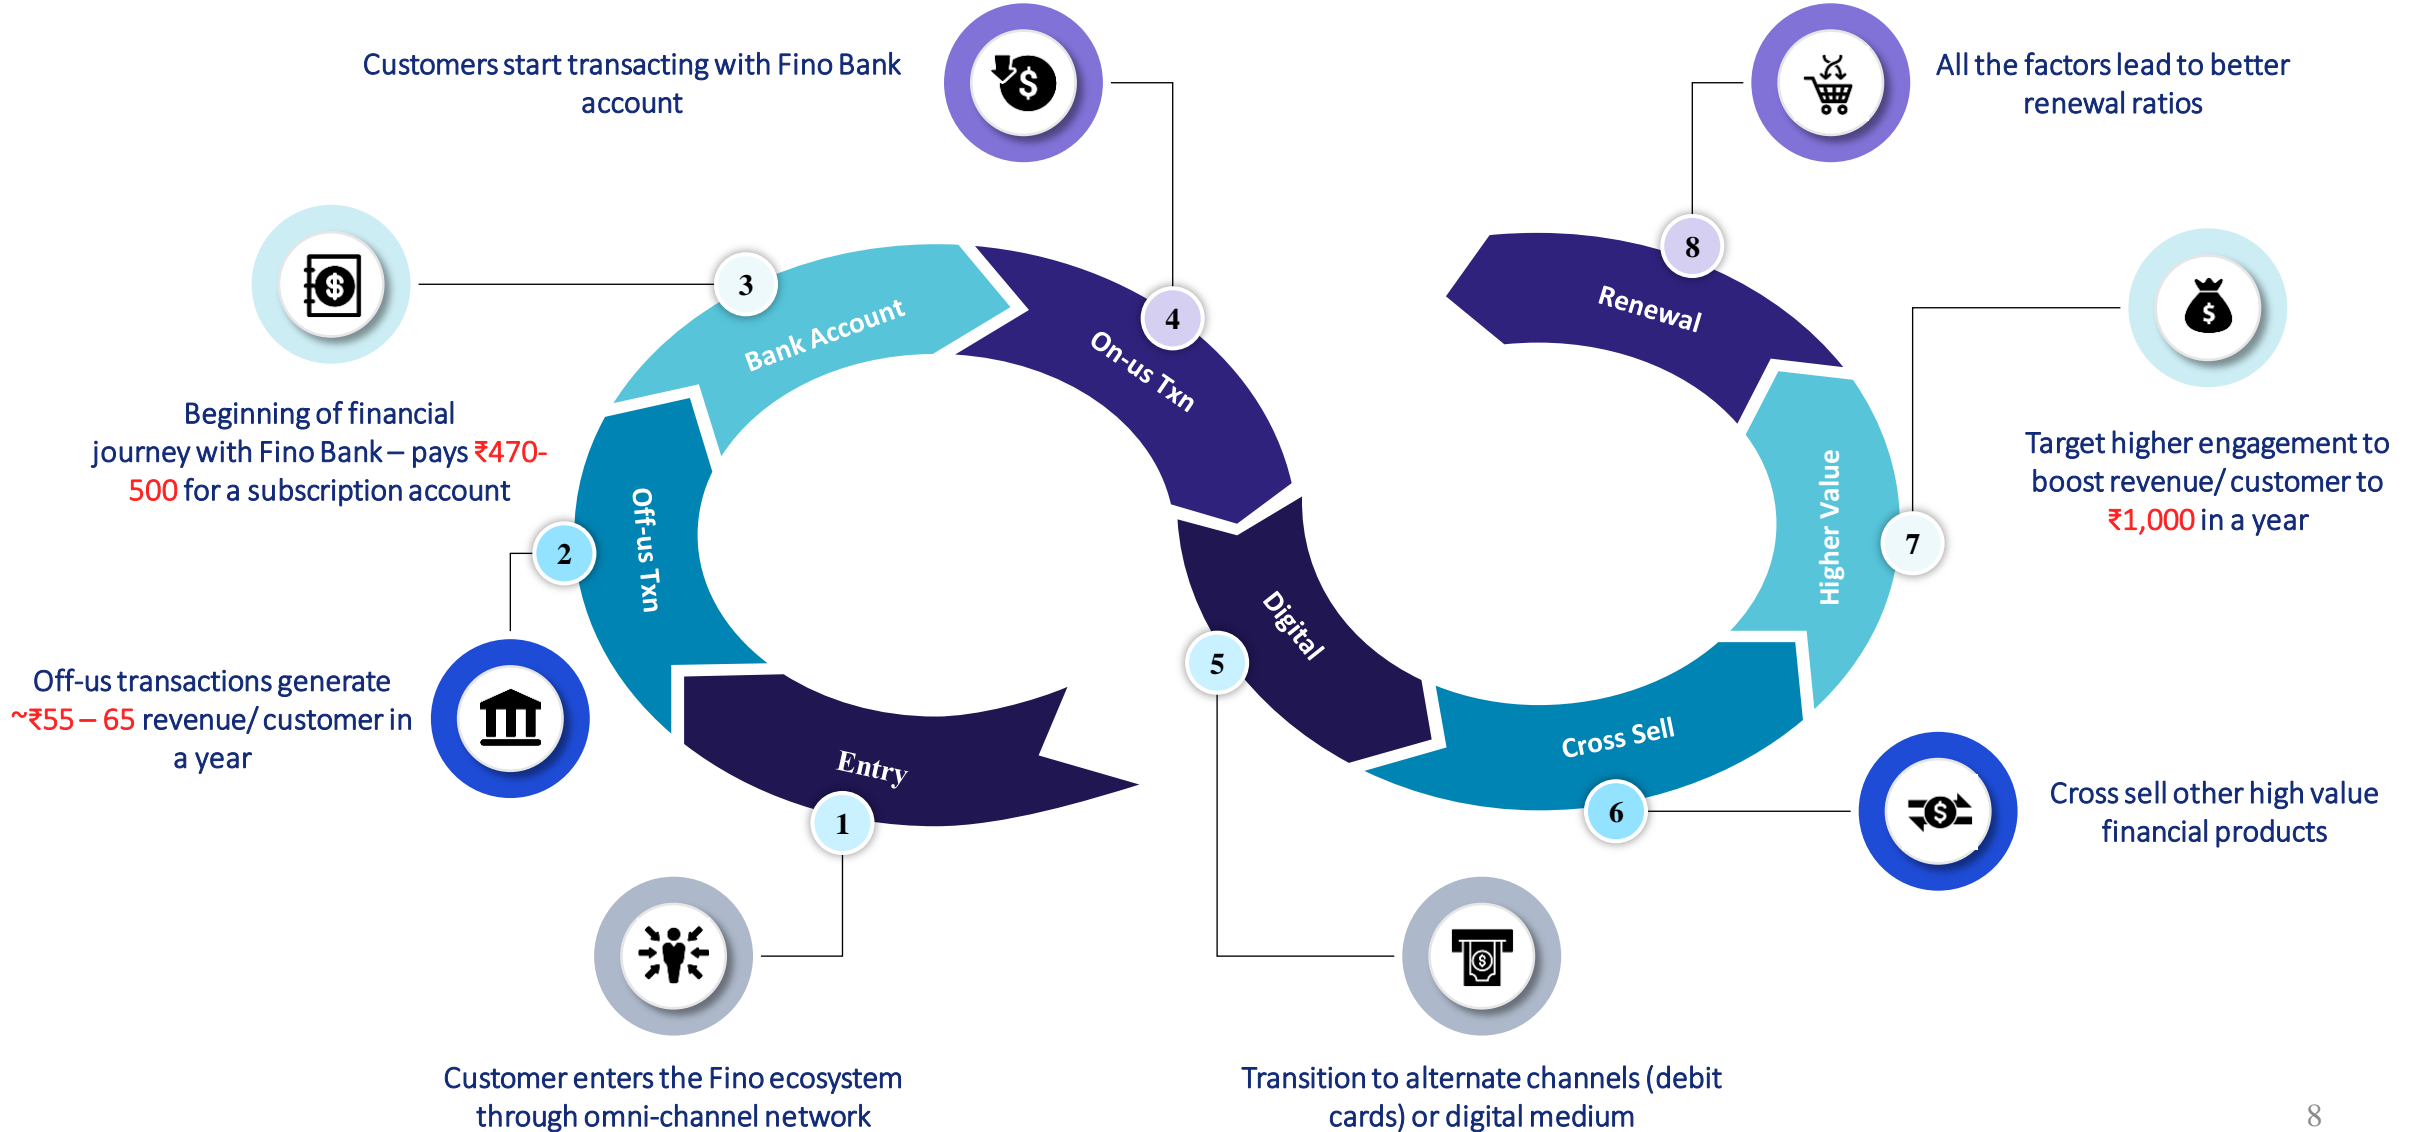 Customers start transacting with Fino Bank
account
All the factors lead to better
renewal ratios
8
Renewal
3
Bank Account
4
On-us Txn
Beginning of financial
journey with Fino Bank – pays ₹470-
500 for a subscription account
Target higher engagement to
boost revenue/ customer to
₹1,000 in a year
Higher Value
7
2
Off-us Txn
Off-us transactions generate
~₹55 – 65 revenue/ customer in
a year
Digital
5
Entry
1
Cross Sell
6
Cross sell other high value
financial products
Customer enters the Fino ecosystem
through omni-channel network
Transition to alternate channels (debit
cards) or digital medium
8